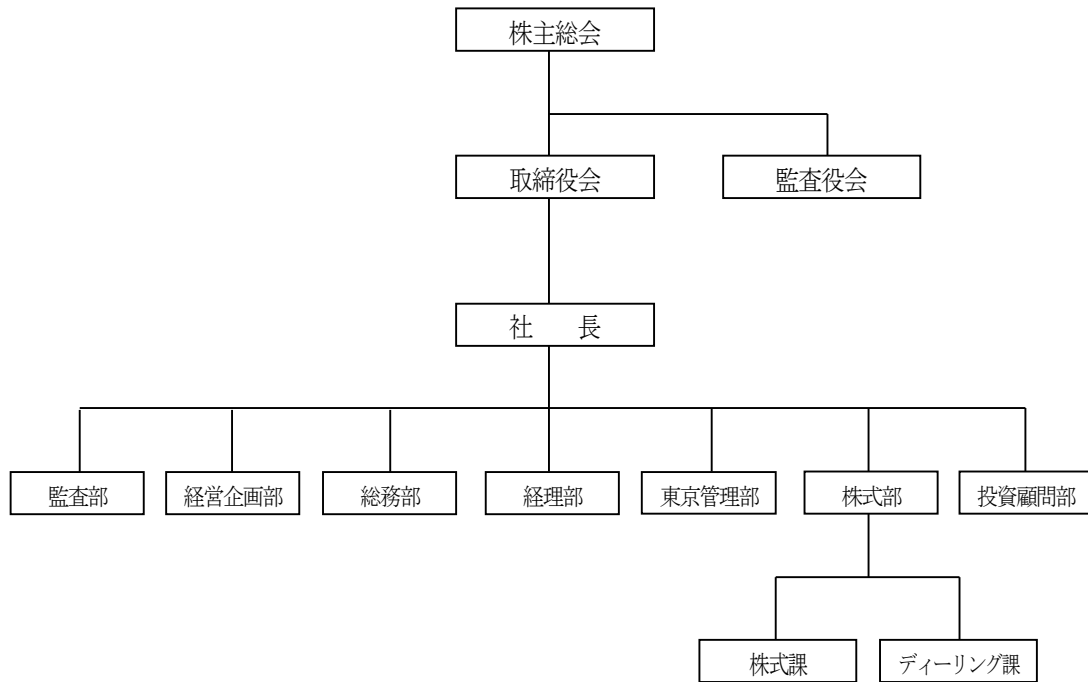 株主総会
取締役会
監査役会
社　　長
監査部
経営企画部
総務部
経理部
東京管理部
株式部
投資顧問部
株式課
ディーリング課